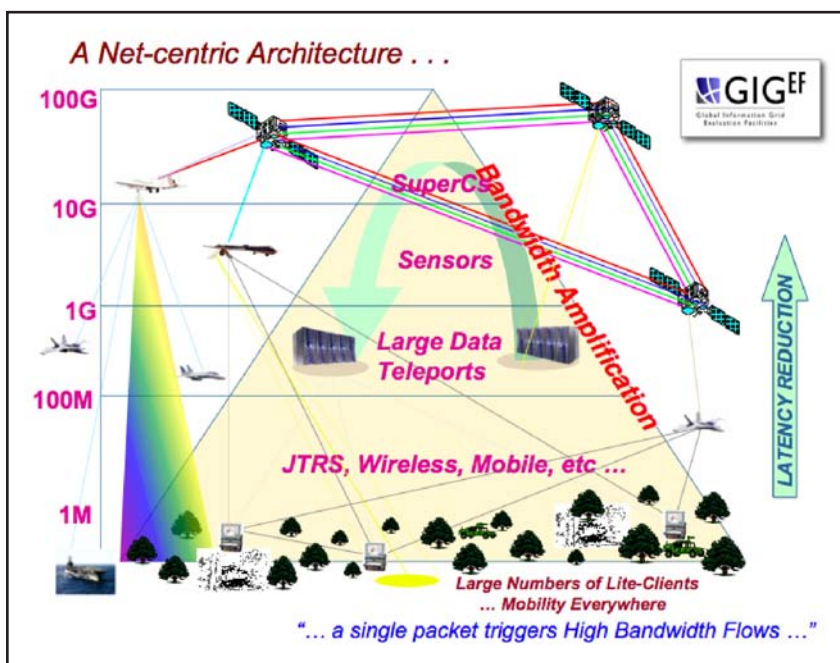 A Net-centric Architecture . . .
GIGEF
Global Information Grid
Evaluation Facilities
100G
SuperCs
Bandwidth Amplification
10G
Sensors
1G
LATENCY REDUCTION
Large Data
Teleports
100M
JTRS, Wireless, Mobile, etc ...
1M
Large Numbers of Lite-Clients
... Mobility Everywhere
“... a single packet triggers High Bandwidth Flows ...”